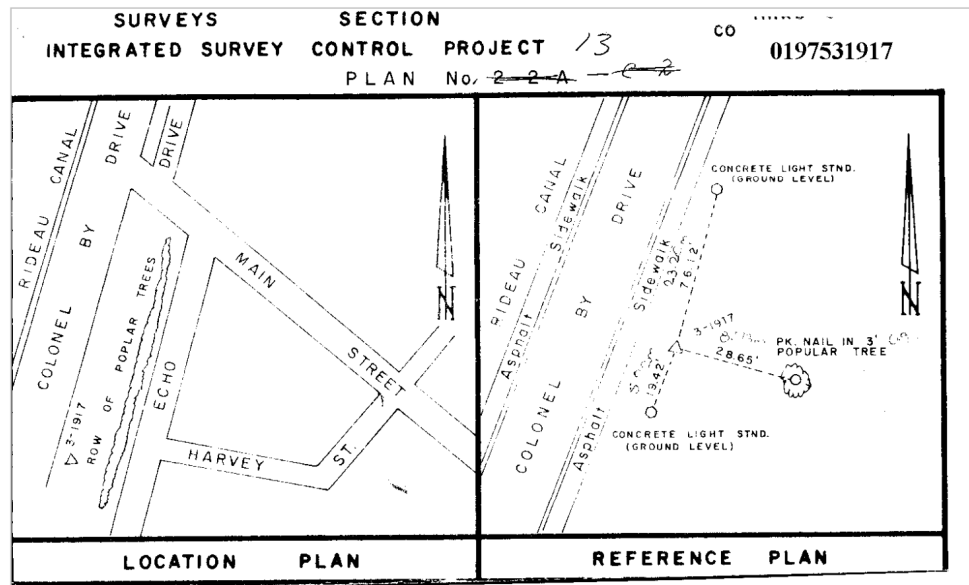 SURVEYS SECTION
INTEGRATED SURVEY CONTROL PROJECT 13
CO
0197531917
PLAN No. 2-2A - C-2
RIDEAU CANAL
COLONEL BY DRIVE
DRIVE
ECHO
ROW OF POPLAR TREES
3-1917
MAIN STREET
HARVEY ST.
N
LOCATION PLAN
RIDEAU CANAL
Asphalt Sidewalk
COLONEL BY DRIVE
Asphalt Sidewalk
CONCRETE LIGHT STND.
(GROUND LEVEL)
76.12'
3-1917
PK. NAIL IN 3'
POPULAR TREE
28.65'
19.42'
CONCRETE LIGHT STND.
(GROUND LEVEL)
N
REFERENCE PLAN